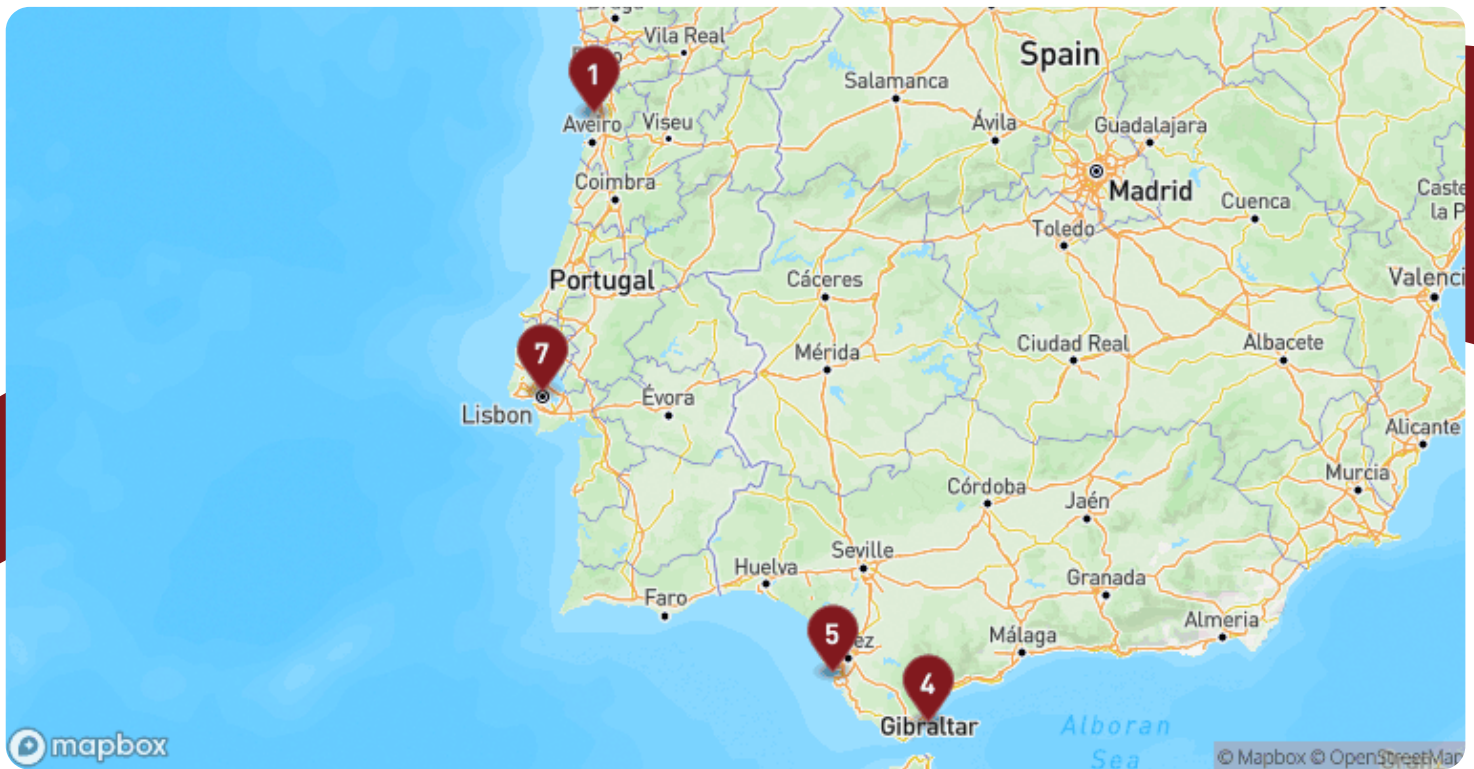 Vila Real
Spain
1
Salamanca
Aveiro
Viseu
Ávila
Guadalajara
Coimbra
Madrid
Cuenca
Toledo
Portugal
Cáceres
7
Mérida
Ciudad Real
Albacete
Lisbon
Évora
Alicante
Murcia
Córdoba
Jaén
Seville
Huelva
Granada
Faro
5
ez
Málaga
Almeria
4
Gibraltar
Alboran
Sea
mapbox
© Mapbox © OpenStreetMap